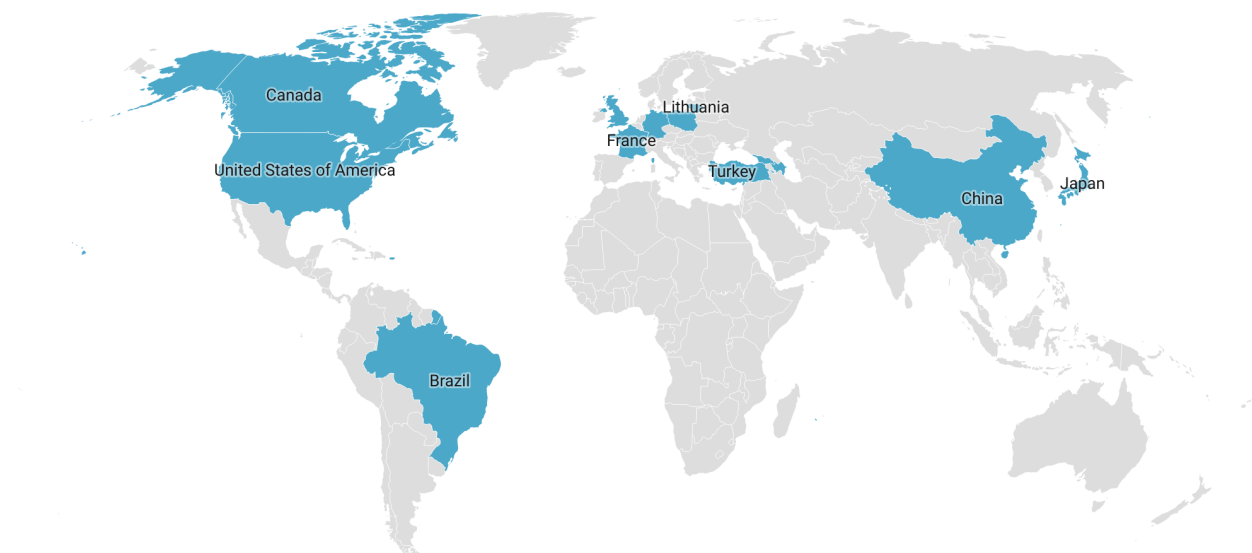 Canada
Lithuania
France
United States of America
Turkey
Japan
China
Brazil